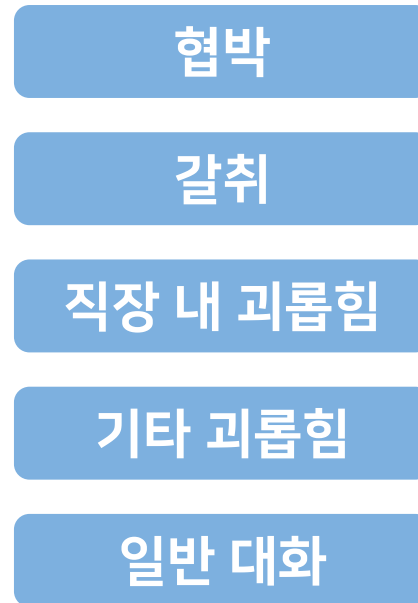 협박
갈취
직장 내 괴롭힘
기타 괴롭힘
일반 대화